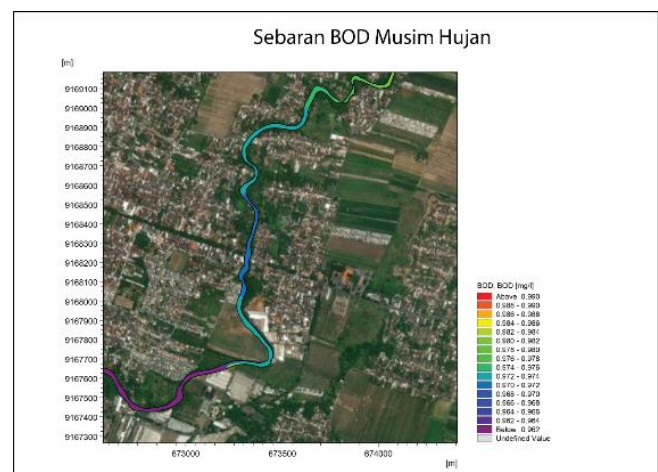 Sebaran BOD Musim Hujan
[m]
9169100
9169000
9168900
9168800
9168700
9168600
9168500
9168400
9168300
9168200
9168100
9168000
9167900
9167800
9167700
9167600
9167500
9167400
9167300
673000
673500
674000
[m]
BOD, BOD [mg/l]
Above 0.990
0.988 - 0.990
0.986 - 0.988
0.984 - 0.986
0.982 - 0.984
0.980 - 0.982
0.978 - 0.980
0.976 - 0.978
0.974 - 0.976
0.972 - 0.974
0.970 - 0.972
0.968 - 0.970
0.966 - 0.968
0.964 - 0.966
0.962 - 0.964
Below 0.962
Undefined Value